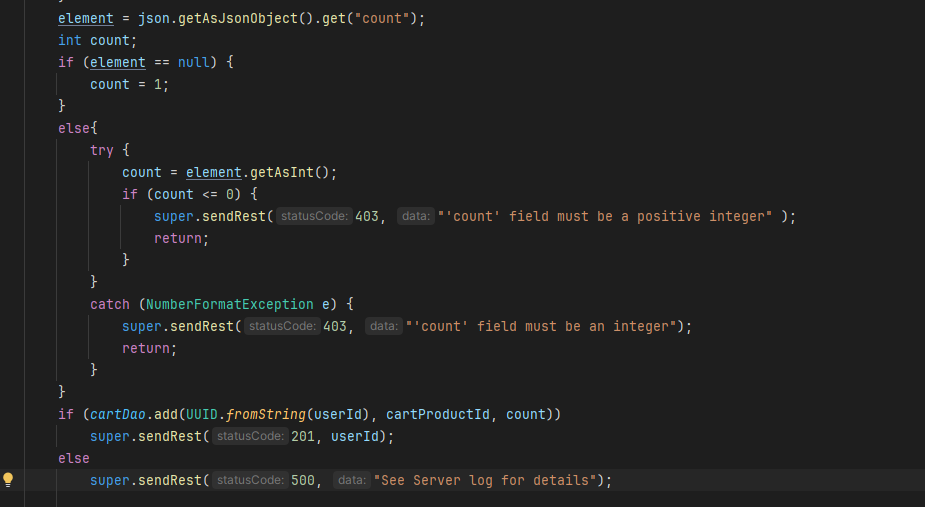 element = json.getAsJsonObject().get("count");
int count;
if (element == null) {
count = 1;
}
else{
try {
count = element.getAsInt();
if (count <= 0) {
super.sendRest( statusCode: 403, data: "'count' field must be a positive integer" );
return;
}
}
catch (NumberFormatException e) {
super.sendRest( statusCode: 403, data: "'count' field must be an integer");
return;
}
}
if (cartDao.add(UUID.fromString(userId), cartProductId, count))
super.sendRest( statusCode: 201, userId);
else
super.sendRest( statusCode: 500, data: "See Server log for details");